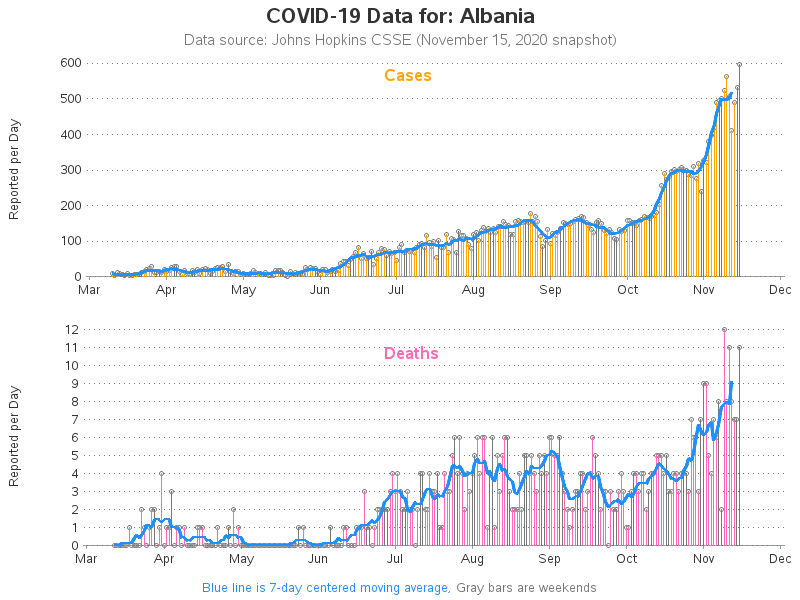 COVID-19 Data for: Albania
Data source: Johns Hopkins CSSE (November 15, 2020 snapshot)
Cases
Reported per Day
600
500
400
300
200
100
0
Mar Apr May Jun Jul Aug Sep Oct Nov Dec
Deaths
Reported per Day
12
11
10
9
8
7
6
5
4
3
2
1
0
Mar Apr May Jun Jul Aug Sep Oct Nov Dec
Blue line is 7-day centered moving average, Gray bars are weekends